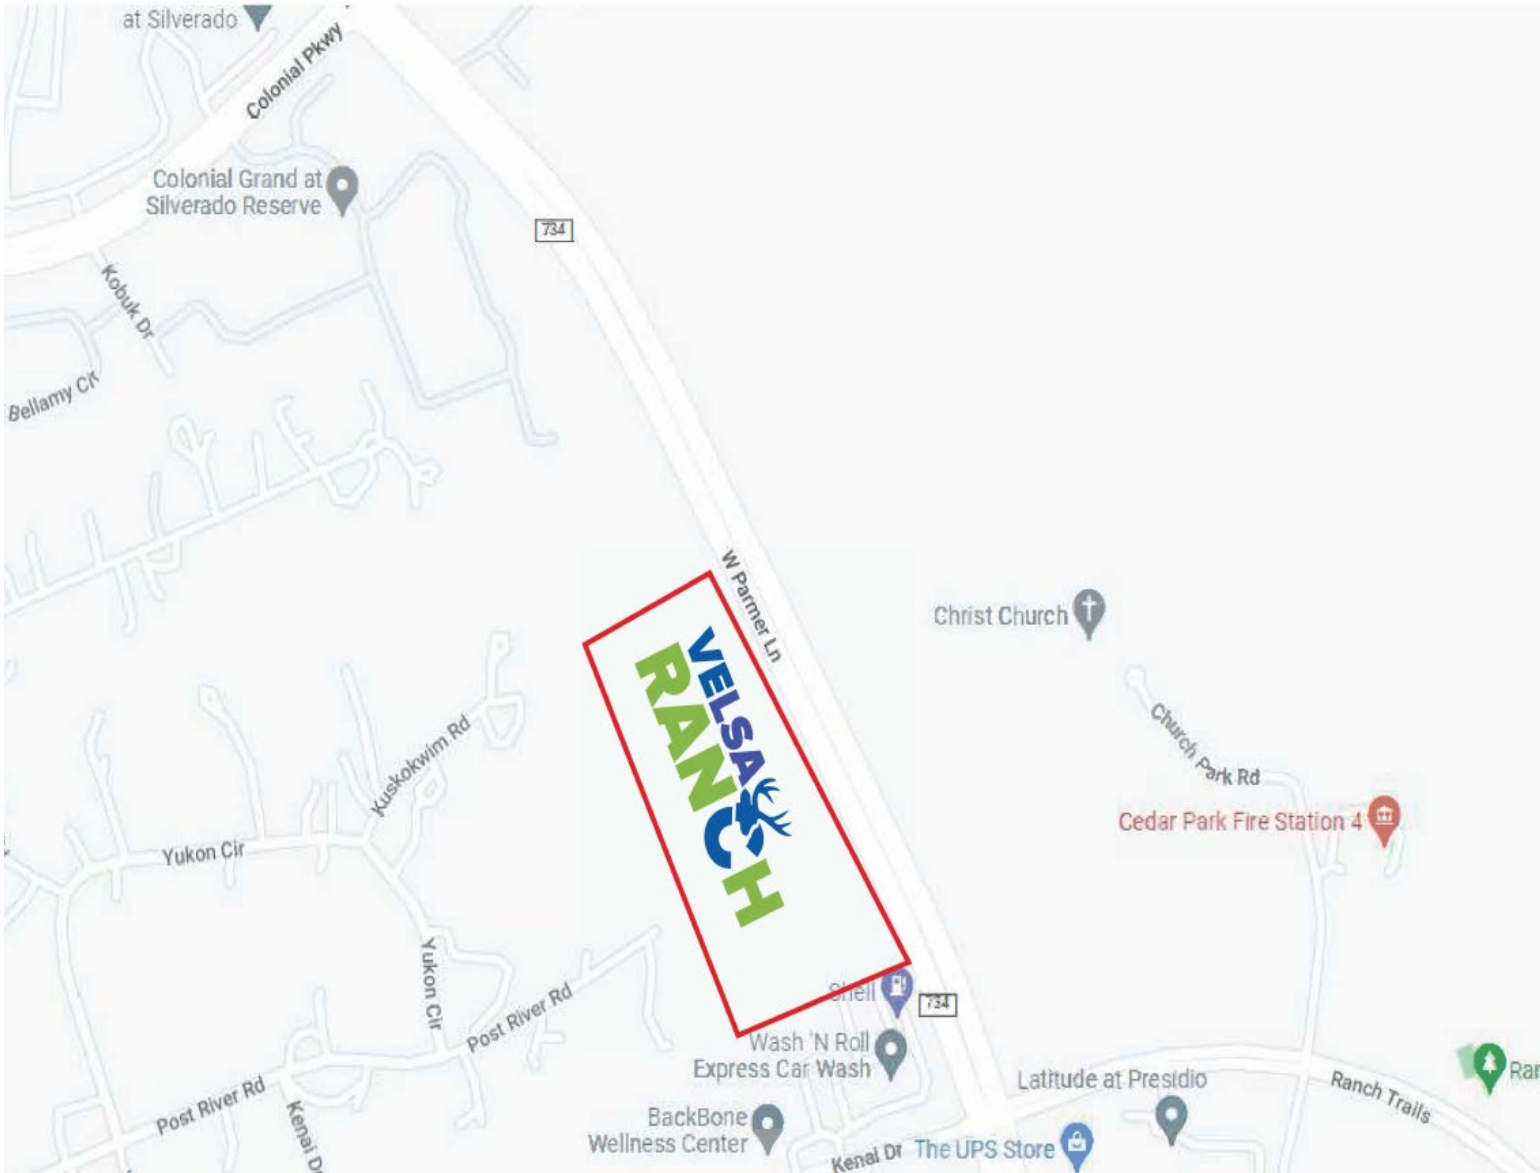 at Silverado
Colonial Pkwy
Colonial Grand at
Silverado Reserve
734
Kobuk Dr
Bellamy Cir
W Parmer Ln
Christ Church
VELSA
RANCH
Church Park Rd
Kuskokwim Rd
Cedar Park Fire Station 4
Yukon Cir
Yukon Cir
Post River Rd
Shell
734
Wash 'N Roll
Express Car Wash
Latitude at Presidio
Ranch Trails
Post River Rd
Kenai D
BackBone
Wellness Center
Kenai Dr
The UPS Store